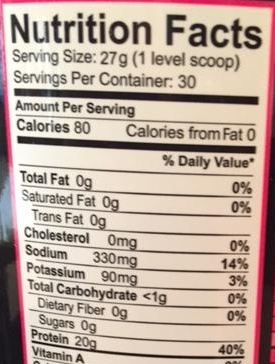 Nutrition Facts
Serving Size: 27g (1 level scoop)
Servings Per Container: 30
Amount Per Serving
Calories 80 Calories from Fat 0
% Daily Value*
Total Fat 0g 0%
Saturated Fat 0g 0%
Trans Fat 0g
Cholesterol 0mg 0%
Sodium 330mg 14%
Potassium 90mg 3%
Total Carbohydrate <1g 0%
Dietary Fiber 0g 0%
Sugars 0g
Protein 20g 40%
Vitamin A